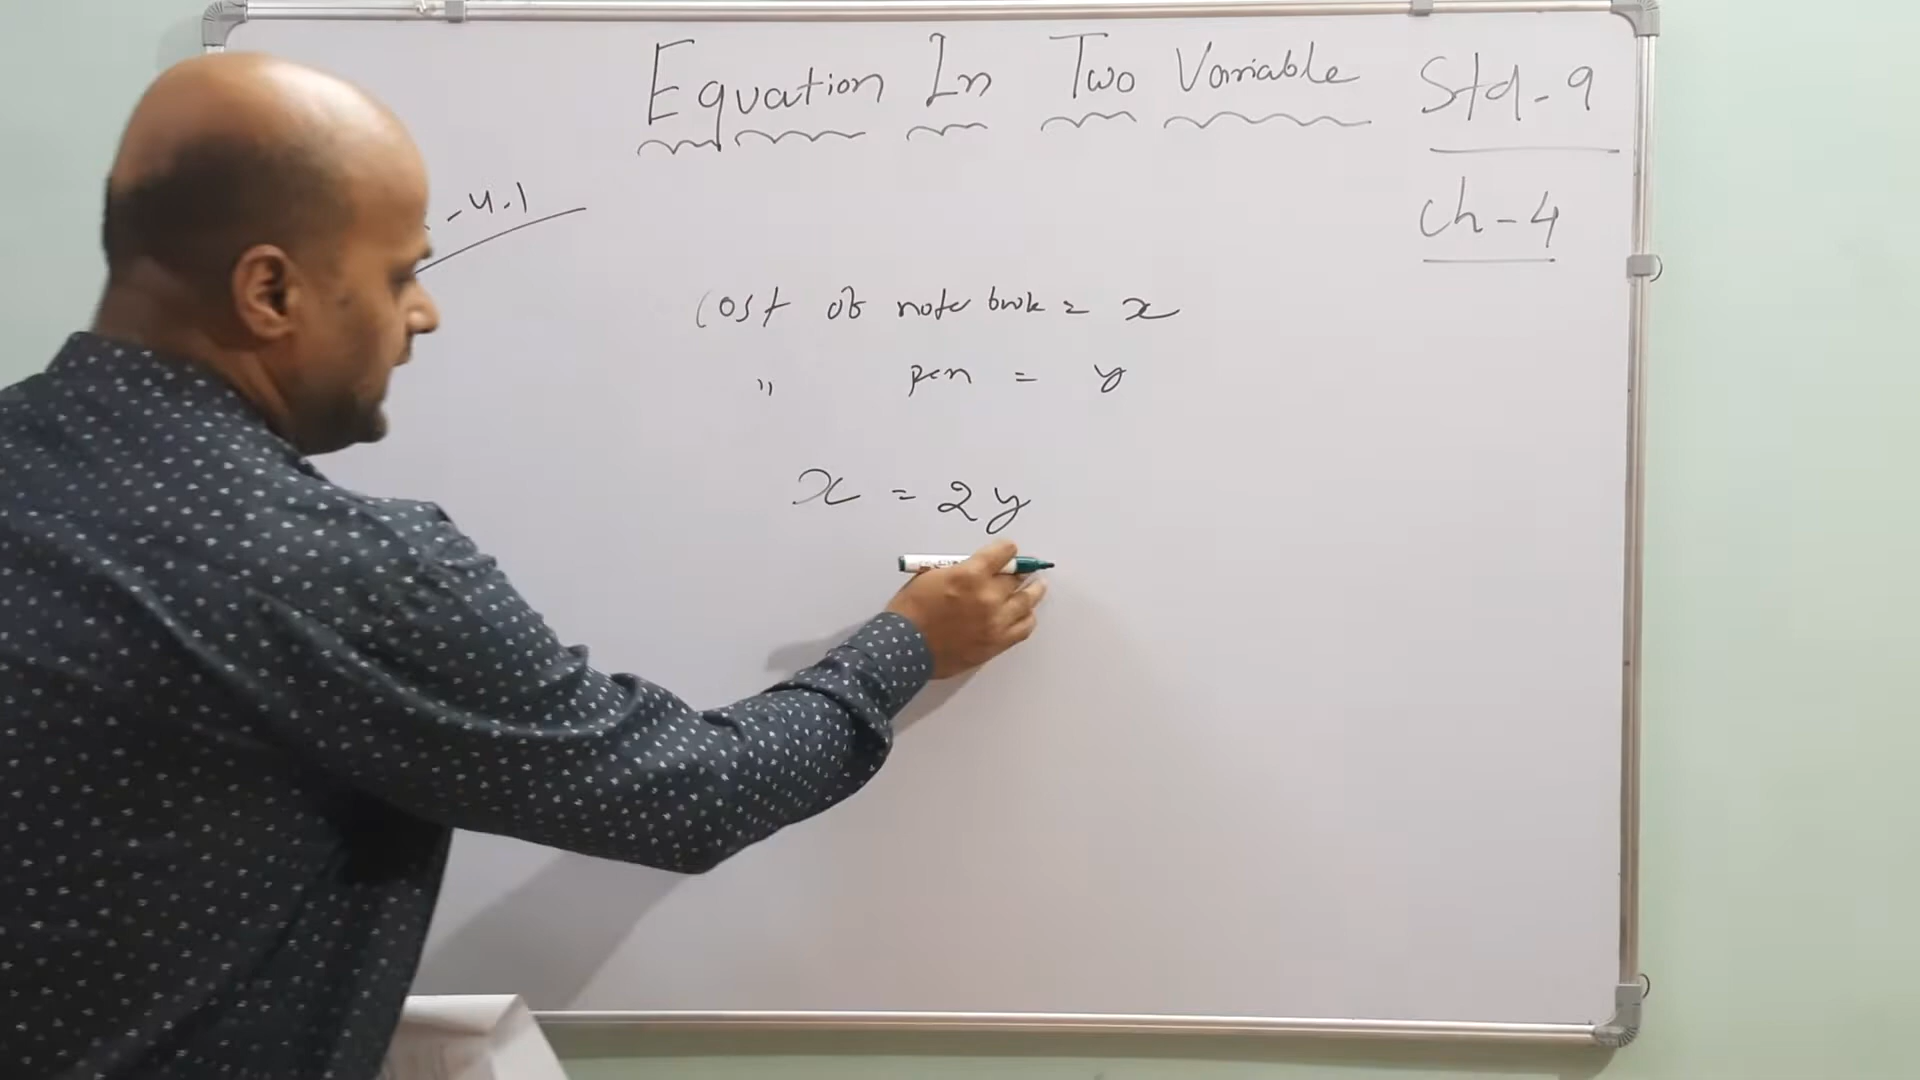 Equation In Two Variable
Std-9
Ch-4
-4.1
Cost of note book = x
" pen = y
x = 2y